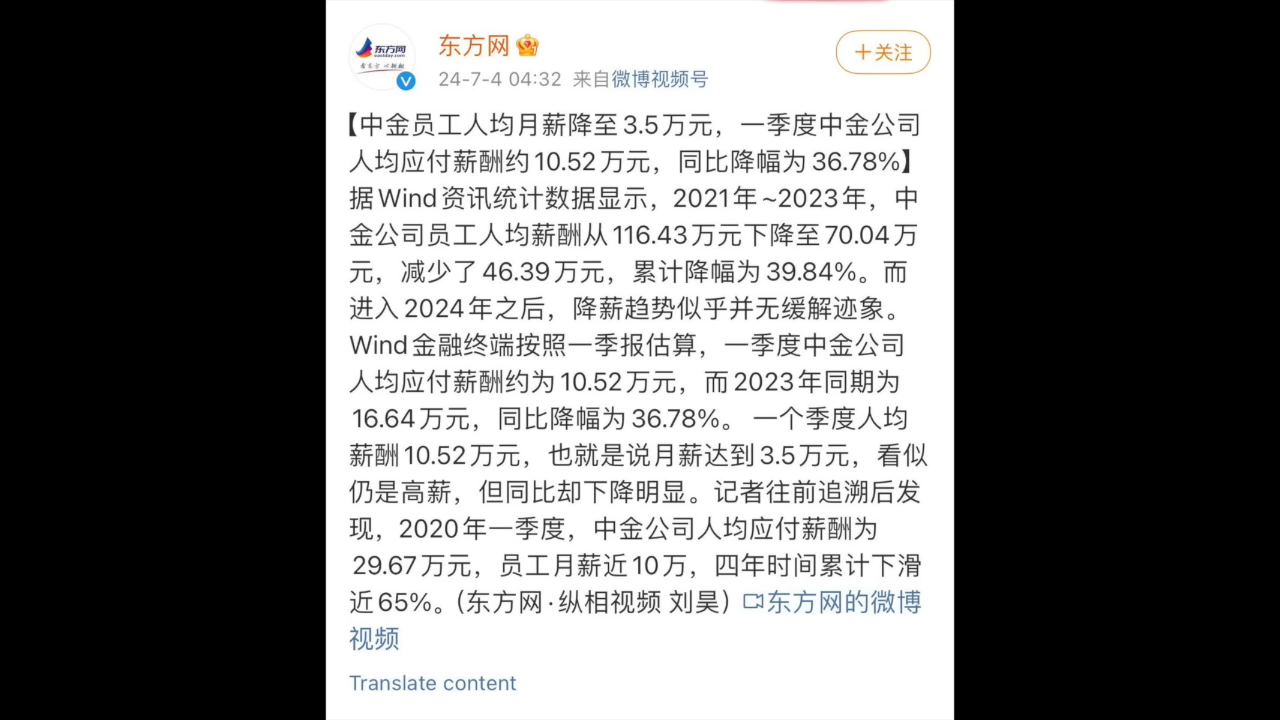 东方网
eastday.com
东方网
24-7-4 04:32 来自微博视频号
+关注
【中金员工人均月薪降至3.5万元，一季度中金公司
人均应付薪酬约10.52万元，同比降幅为36.78%】
据Wind资讯统计数据显示，2021年~2023年，中
金公司员工人均薪酬从116.43万元下降至70.04万
元，减少了46.39万元，累计降幅为39.84%。而
进入2024年之后，降薪趋势似乎并无缓解迹象。
Wind金融终端按照一季报估算，一季度中金公司
人均应付薪酬约为10.52万元，而2023年同期为
16.64万元，同比降幅为36.78%。 一个季度人均
薪酬10.52万元，也就是说月薪达到3.5万元，看似
仍是高薪，但同比却下降明显。记者往前追溯后发
现，2020年一季度，中金公司人均应付薪酬为
29.67万元，员工月薪近10万，四年时间累计下滑
近65%。(东方网·纵相视频 刘昊) 东方网的微博
视频
Translate content